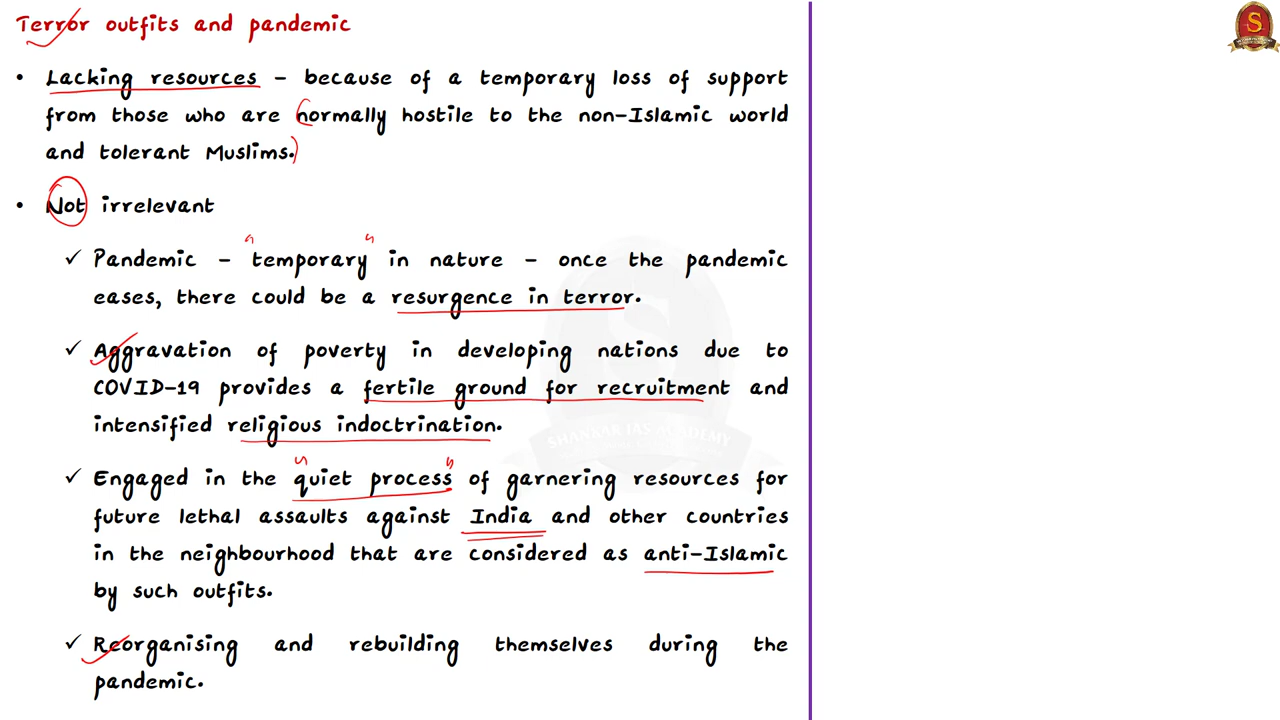 Terror outfits and pandemic
• Lacking resources – because of a temporary loss of support
from those who are normally hostile to the non-Islamic world
and tolerant Muslims.
• Not irrelevant
✓ Pandemic – "temporary" in nature – once the pandemic
eases, there could be a resurgence in terror.
✓ Aggravation of poverty in developing nations due to
COVID-19 provides a fertile ground for recruitment and
intensified religious indoctrination.
✓ Engaged in the "quiet process" of garnering resources for
future lethal assaults against India and other countries
in the neighbourhood that are considered as anti-Islamic
by such outfits.
✓ Reorganising and rebuilding themselves during the
pandemic.
S
SHANKAR IAS ACADEMY